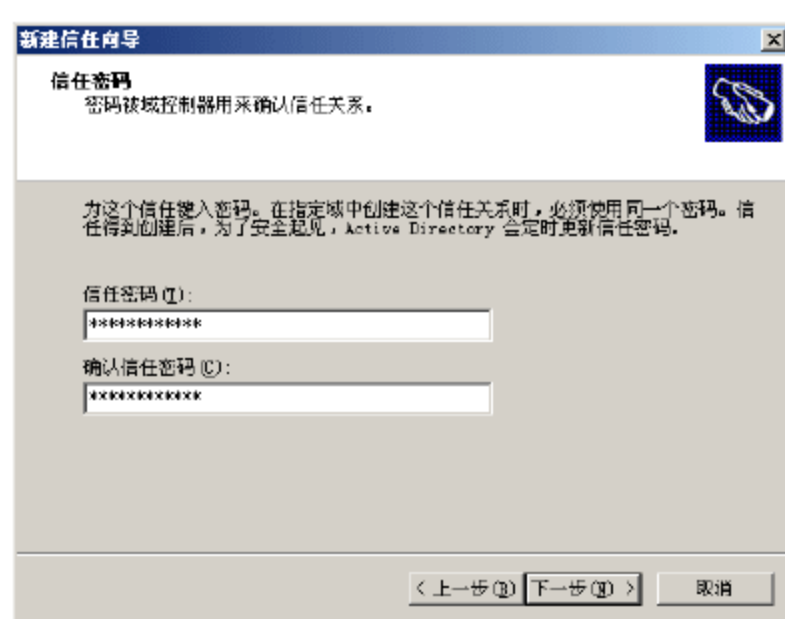 新建信任向导
信任密码
密码被域控制器用来确认信任关系。
为这个信任键入密码。在指定域中创建这个信任关系时，必须使用同一个密码。信
任得到创建后，为了安全起见，Active Directory 会定时更新信任密码。
信任密码(T):
************
确认信任密码(C):
************
< 上一步(B) 下一步(N) > 取消